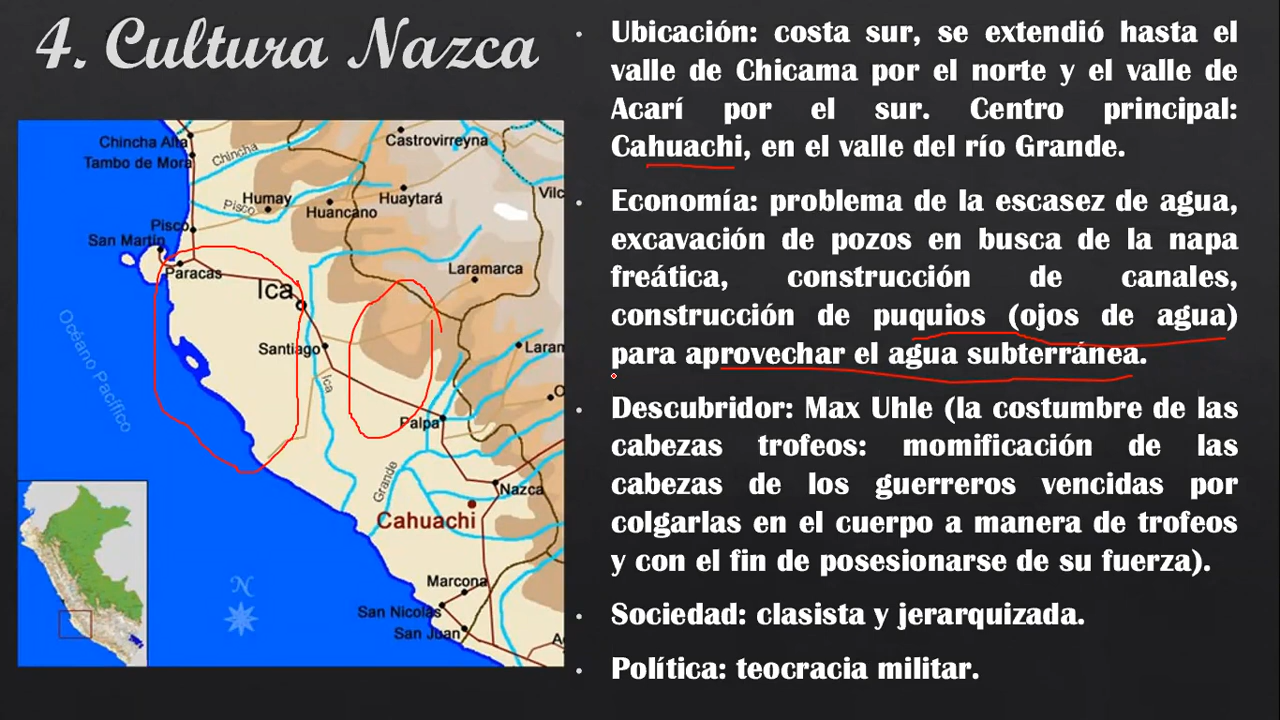 4. Cultura Nazca
• Ubicación: costa sur, se extendió hasta el
valle de Chicama por el norte y el valle de
Acarí por el sur. Centro principal:
Cahuachi, en el valle del río Grande.
• Economía: problema de la escasez de agua,
excavación de pozos en busca de la napa
freática, construcción de canales,
construcción de puquios (ojos de agua)
para aprovechar el agua subterránea.
• Descubridor: Max Uhle (la costumbre de las
cabezas trofeos: momificación de las
cabezas de los guerreros vencidas por
colgarlas en el cuerpo a manera de trofeos
y con el fin de posesionarse de su fuerza).
• Sociedad: clasista y jerarquizada.
• Política: teocracia militar.
Chincha Alta
Castrovirreyna
Tambo de Mora
Chincha
Vilc
Humay
Huaytará
Pisco
Huancano
Pisco
San Martín
Paracas
Laramarca
Ica
Océano Pacífico
Santiago
Laram
Ica
Palpa
Grande
Nazca
Cahuachi
N
Marcona
San Nicolás
San Juan
A